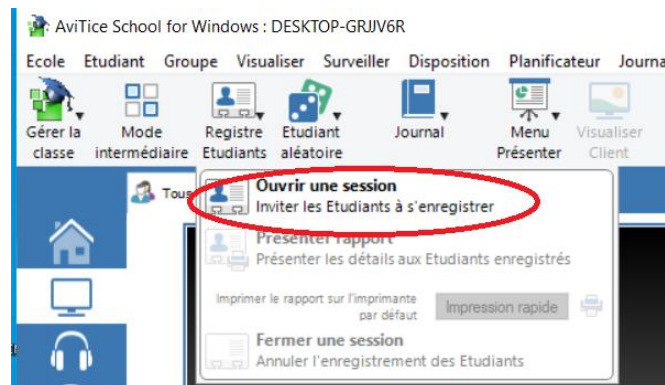 AviTice School for Windows : DESKTOP-GRJJV6R
Ecole Etudiant Groupe Visualiser Surveiller Disposition Planificateur Journa
Gérer la classe
Mode intermédiaire
Registre Etudiants
Etudiant aléatoire
Journal
Menu Présenter
Visualiser Client
Tous
Ouvrir une session
Inviter les Etudiants à s'enregistrer
Présenter rapport
Présenter les détails aux Etudiants enregistrés
Imprimer le rapport sur l'imprimante
par défaut
Impression rapide
Fermer une session
Annuler l'enregistrement des Etudiants